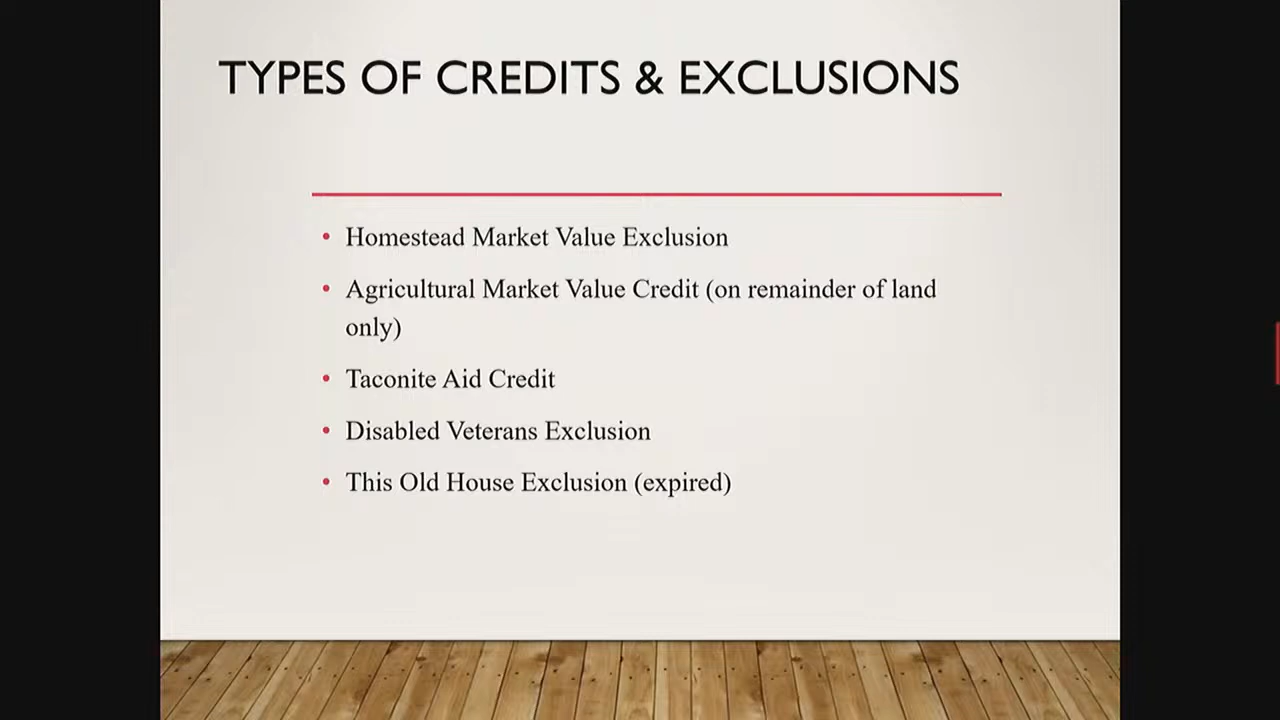 TYPES OF CREDITS & EXCLUSIONS
• Homestead Market Value Exclusion
• Agricultural Market Value Credit (on remainder of land
only)
• Taconite Aid Credit
• Disabled Veterans Exclusion
• This Old House Exclusion (expired)